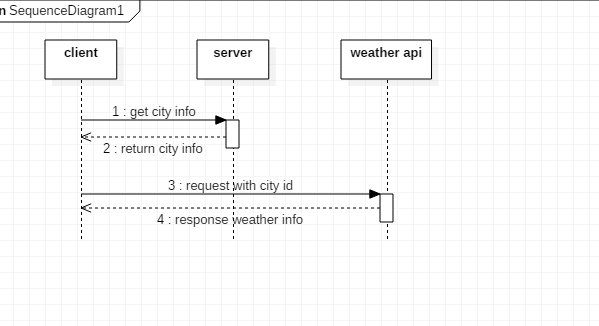 n SequenceDiagram1
client
server
weather api
1 : get city info
2 : return city info
3 : request with city id
4 : response weather info